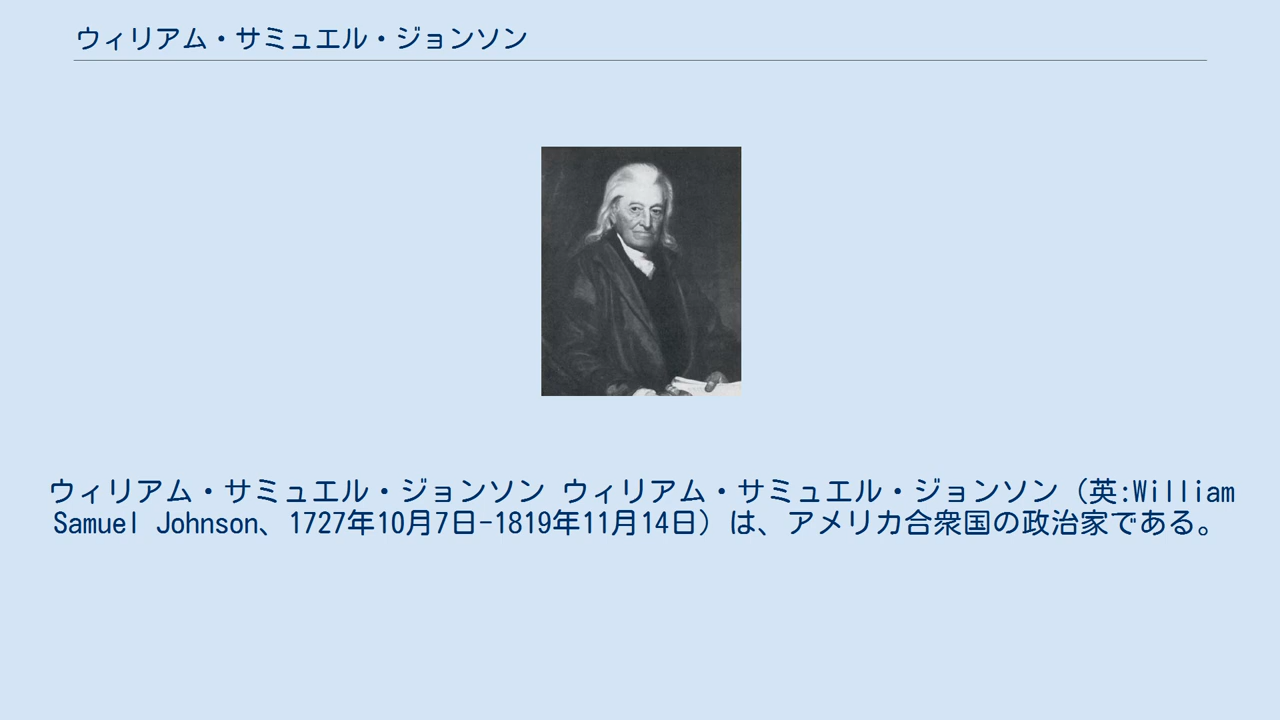 ウィリアム・サミュエル・ジョンソン
ウィリアム・サミュエル・ジョンソン ウィリアム・サミュエル・ジョンソン（英:William
Samuel Johnson、1727年10月7日-1819年11月14日）は、アメリカ合衆国の政治家である。